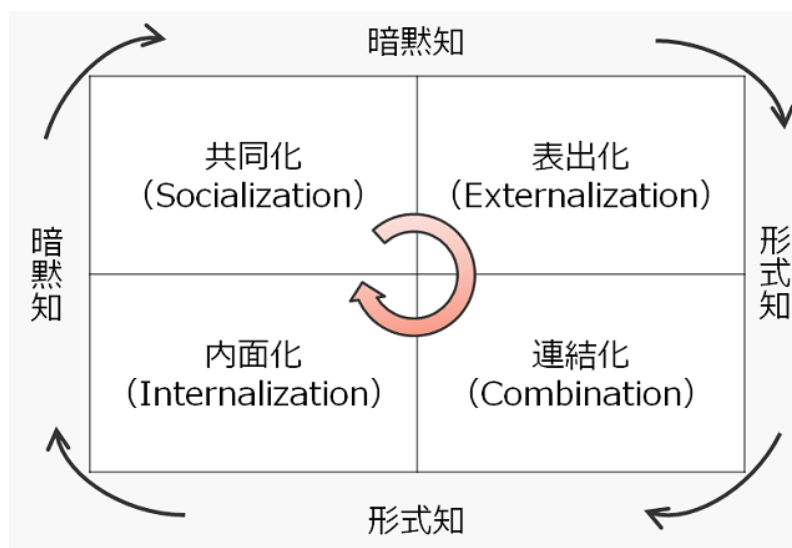 暗黙知
共同化
（Socialization）
表出化
（Externalization）
暗黙知
形式知
内面化
（Internalization）
連結化
（Combination）
形式知